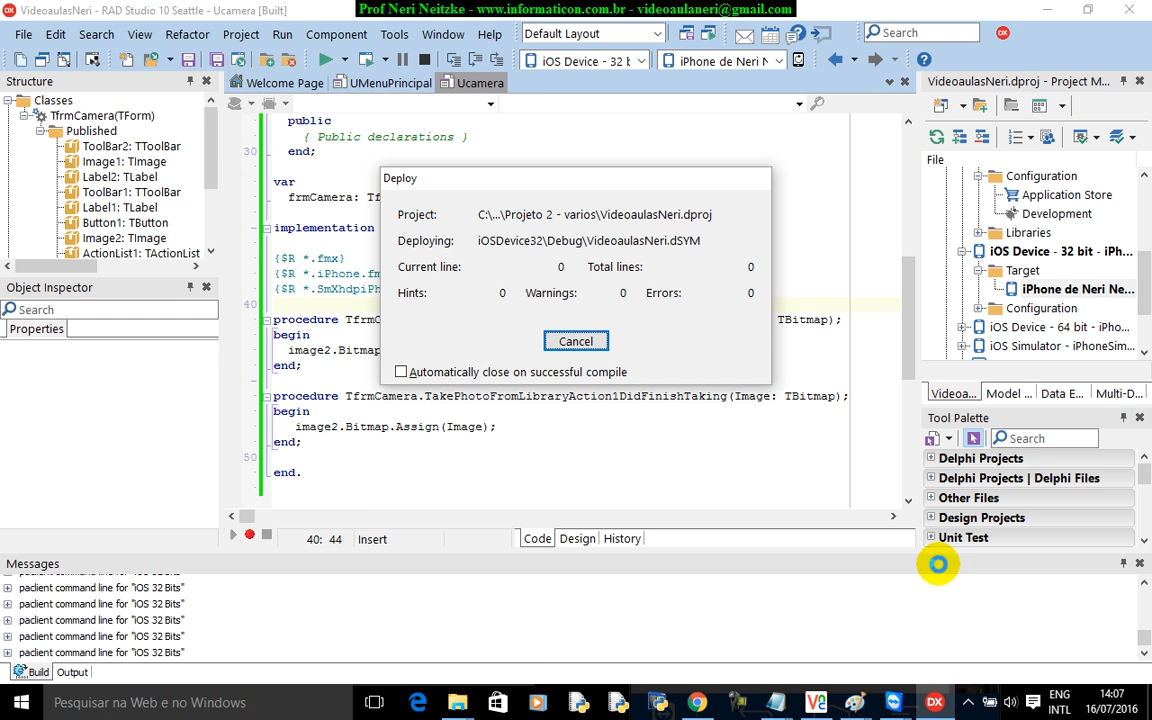 VideoaulasNeri - RAD Studio 10 Seattle - Ucamera [Built]
Prof Neri Neitzke - www.informaticon.com.br - videoaulaneri@gmail.com
File Edit Search View Refactor Project Run Component Tools Window Help
Default Layout
Search
iOS Device - 32 b
iPhone de Neri N
Structure
Welcome Page
UMenuPrincipal
Ucamera
VideoaulasNeri.dproj - Project M...
Classes
TfrmCamera(TForm)
Published
ToolBar2: TToolBar
Image1: TImage
Label2: TLabel
ToolBar1: TToolBar
Label1: TLabel
Button1: TButton
Image2: TImage
ActionList1: TActionList
Object Inspector
Search
Properties
public
{ Public declarations }
30
end;
var
frmCamera: Tf
implementation
{$R *.fmx}
{$R *.iPhone.fm
{$R *.SmXhdpiPh
40
procedure TfrmC
TBitmap);
begin
image2.Bitmap
end;
procedure TfrmCamera.TakePhotoFromLibraryAction1DidFinishTaking(Image: TBitmap);
begin
image2.Bitmap.Assign(Image);
end;
50
end.
40: 44
Insert
Code Design History
Deploy
Project: C:\...\Projeto 2 - varios\VideoaulasNeri.dproj
Deploying: iOSDevice32\Debug\VideoaulasNeri.dSYM
Current line: 0 Total lines: 0
Hints: 0 Warnings: 0 Errors: 0
Cancel
Automatically close on successful compile
File
Configuration
Application Store
Development
Libraries
iOS Device - 32 bit - iPh...
Target
iPhone de Neri Ne...
Configuration
iOS Device - 64 bit - iPho...
iOS Simulator - iPhoneSim...
Videoa... Model ... Data E... Multi-D...
Tool Palette
Search
Delphi Projects
Delphi Projects | Delphi Files
Other Files
Design Projects
Unit Test
Messages
paclient command line for "iOS 32 Bits"
paclient command line for "iOS 32 Bits"
paclient command line for "iOS 32 Bits"
paclient command line for "iOS 32 Bits"
paclient command line for "iOS 32 Bits"
Build Output
Pesquisar na Web e no Windows
ENG
INTL
14:07
16/07/2016